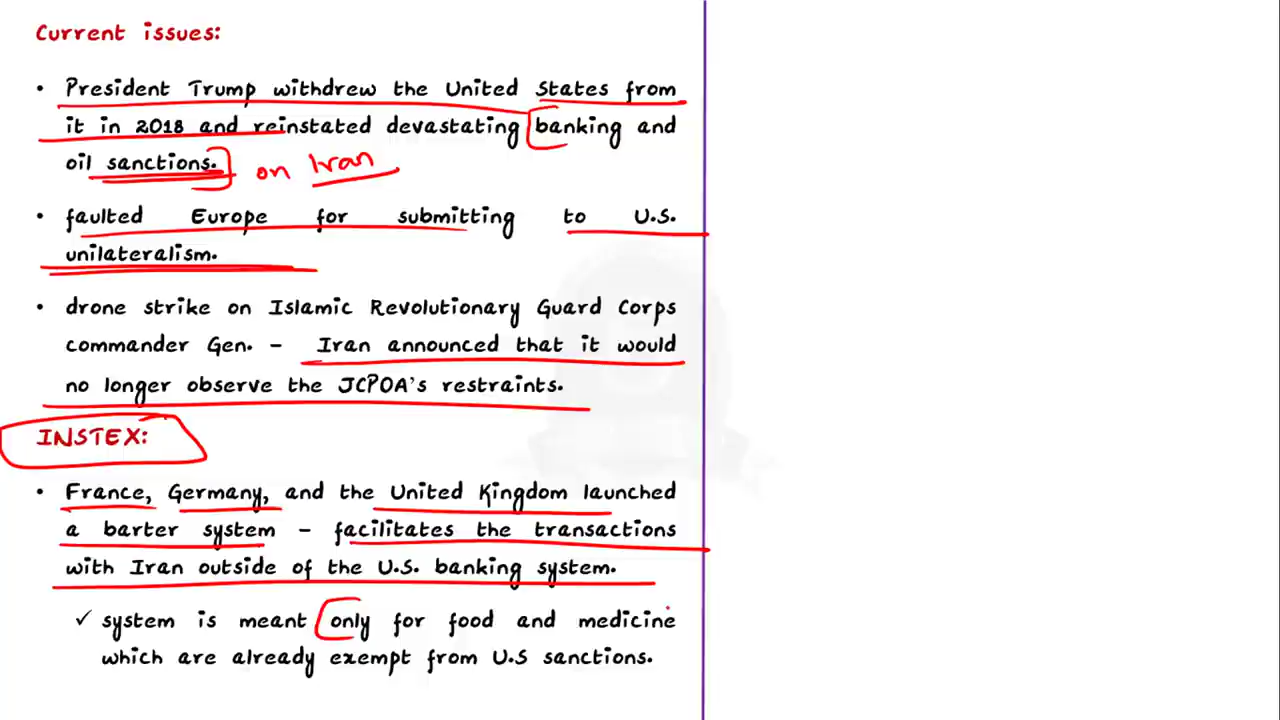 Current issues:
• President Trump withdrew the United States from
it in 2018 and reinstated devastating banking and
oil sanctions. on Iran
• faulted Europe for submitting to U.S.
unilateralism.
• drone strike on Islamic Revolutionary Guard Corps
commander Gen. – Iran announced that it would
no longer observe the JCPOA's restraints.
INSTEX:
• France, Germany, and the United Kingdom launched
a barter system – facilitates the transactions
with Iran outside of the U.S. banking system.
✓ system is meant only for food and medicine
which are already exempt from U.S sanctions.